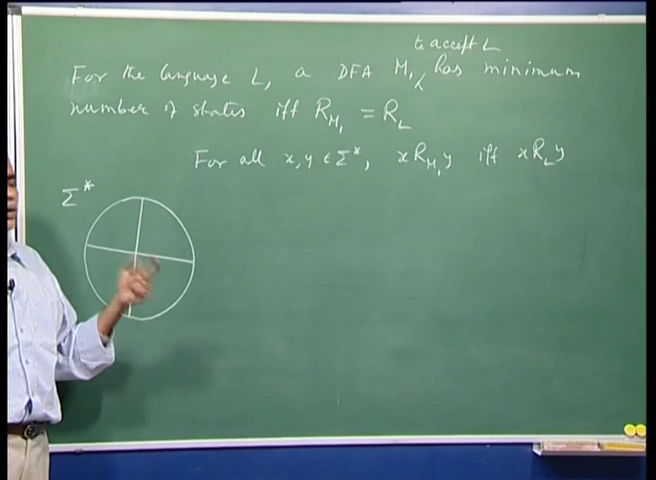 to accept L
For the language L, a DFA M₁, has minimum
number of states iff R_{M₁} = R_L
For all x, y ∈ Σ*, x R_{M₁} y iff x R_L y
Σ*